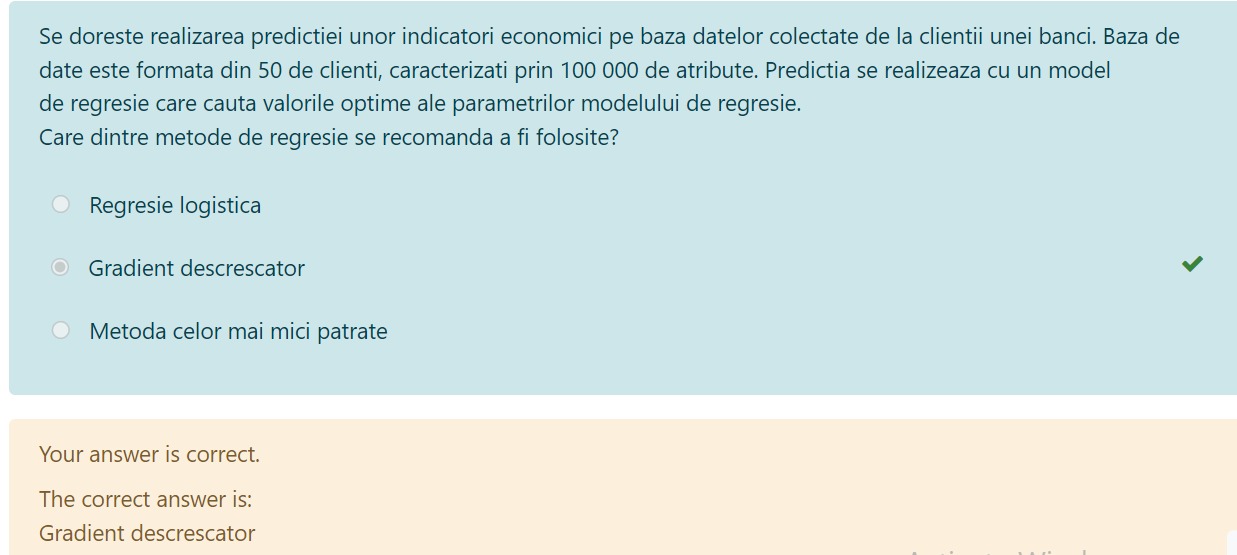 Se doreste realizarea predictiei unor indicatori economici pe baza datelor colectate de la clientii unei banci. Baza de
date este formata din 50 de clienti, caracterizati prin 100 000 de atribute. Predictia se realizeaza cu un model
de regresie care cauta valorile optime ale parametrilor modelului de regresie.
Care dintre metode de regresie se recomanda a fi folosite?
Regresie logistica
Gradient descrescator
Metoda celor mai mici patrate
Your answer is correct.
The correct answer is:
Gradient descrescator